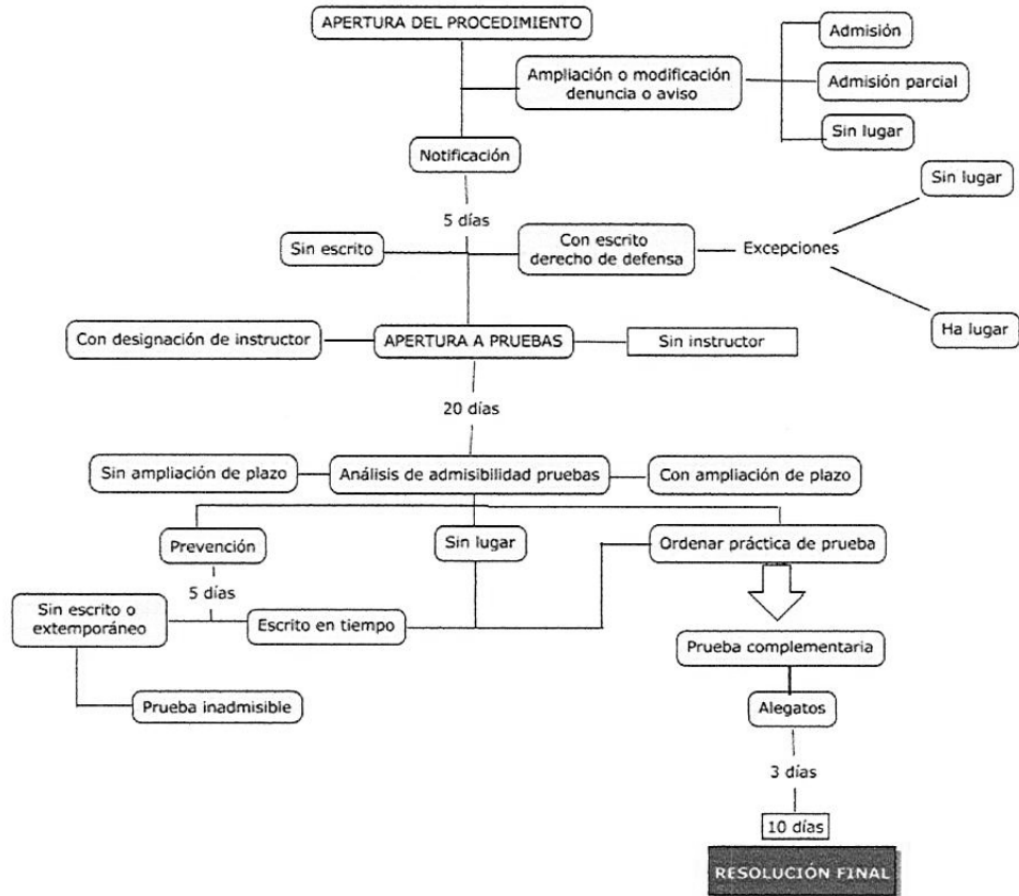 APERTURA DEL PROCEDIMIENTO
Admisión
Ampliación o modificación
denuncia o aviso
Admisión parcial
Sin lugar
Notificación
Sin lugar
5 días
Sin escrito
Con escrito
derecho de defensa
Excepciones
Ha lugar
Con designación de instructor
APERTURA A PRUEBAS
Sin instructor
20 días
Sin ampliación de plazo
Análisis de admisibilidad pruebas
Con ampliación de plazo
Prevención
Sin lugar
Ordenar práctica de prueba
5 días
Sin escrito o
extemporáneo
Escrito en tiempo
Prueba complementaria
Prueba inadmisible
Alegatos
3 días
10 días
RESOLUCIÓN FINAL